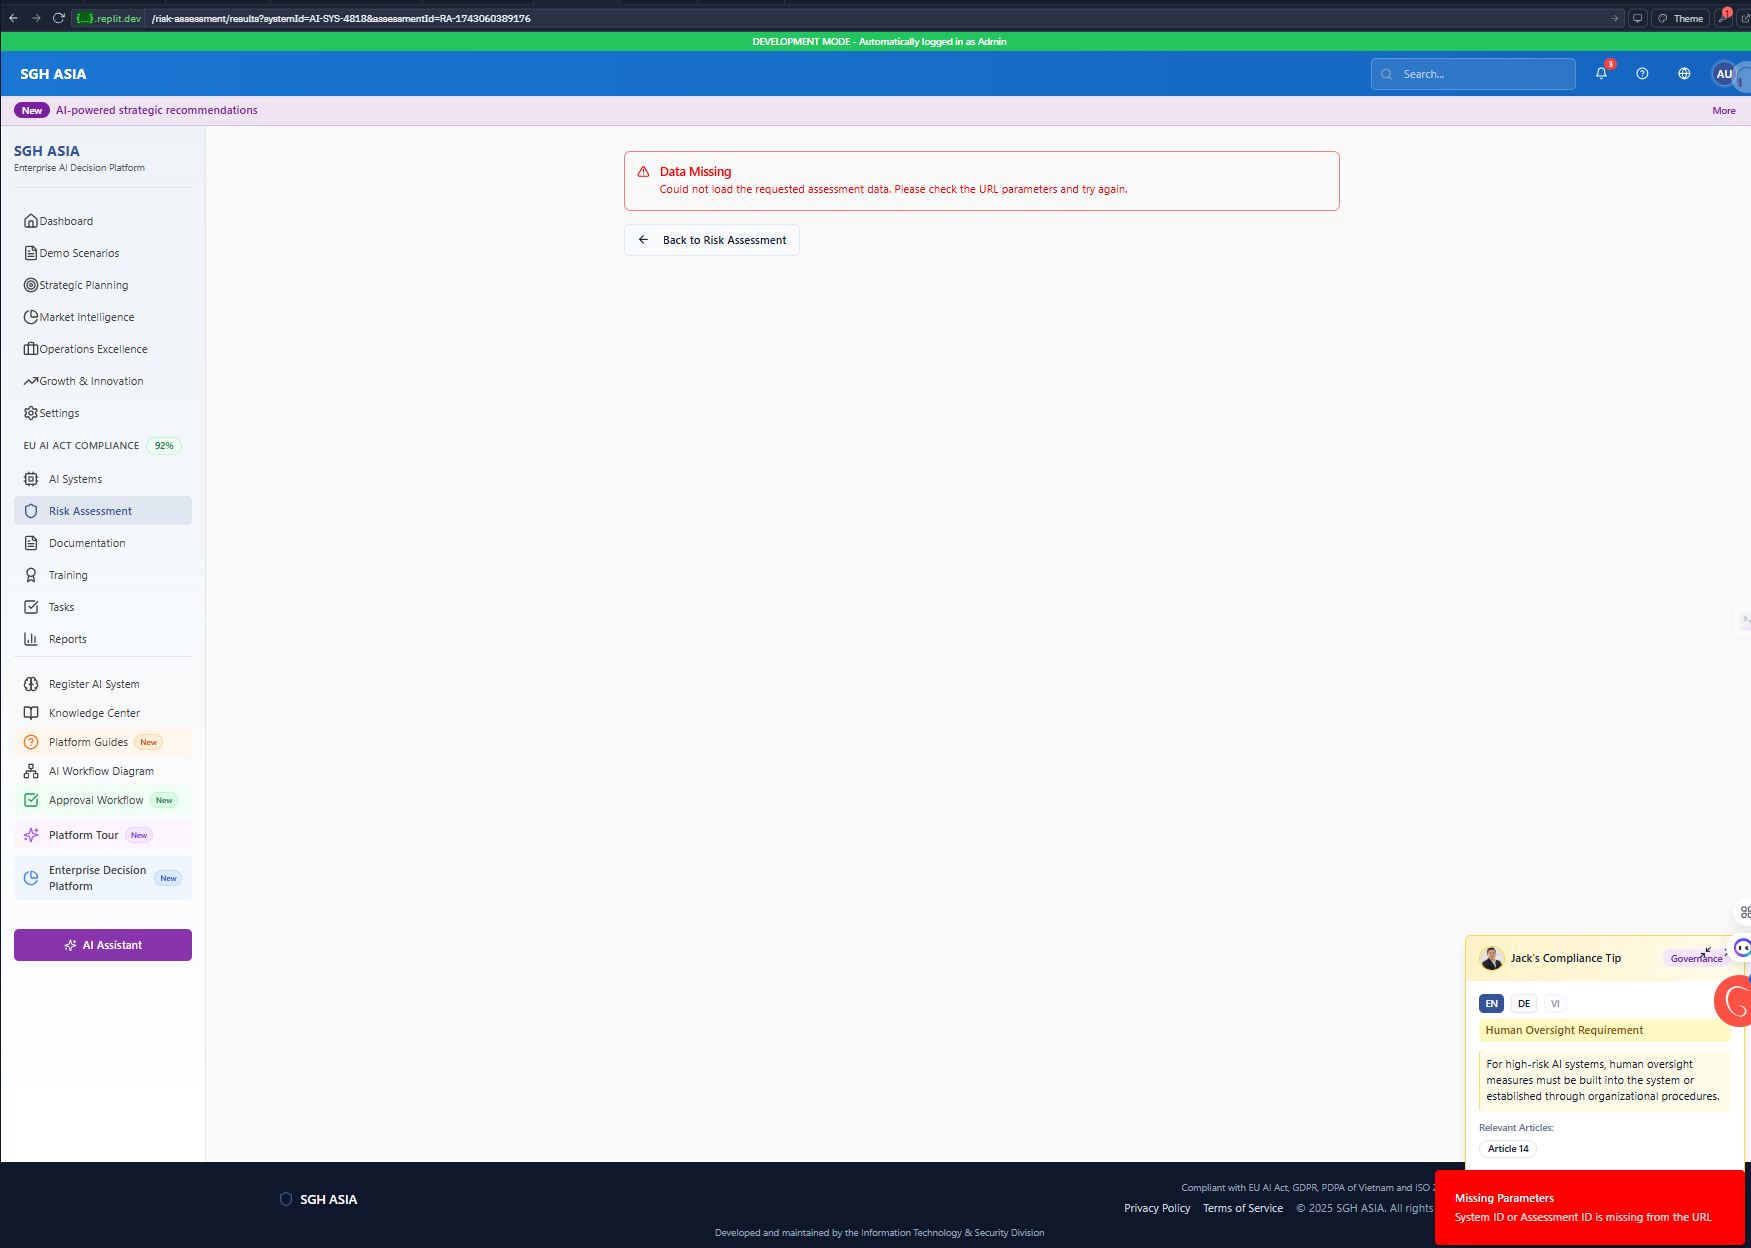 {...}.replit.dev /risk-assessment/results?systemId=AI-SYS-4818&assessmentId=RA-1743060389176
Theme
1
DEVELOPMENT MODE - Automatically logged in as Admin
SGH ASIA
Search...
3
AU
New AI-powered strategic recommendations
More
SGH ASIA
Enterprise AI Decision Platform
Dashboard
Demo Scenarios
Strategic Planning
Market Intelligence
Operations Excellence
Growth & Innovation
Settings
EU AI ACT COMPLIANCE 92%
AI Systems
Risk Assessment
Documentation
Training
Tasks
Reports
Register AI System
Knowledge Center
Platform Guides New
AI Workflow Diagram
Approval Workflow New
Platform Tour New
Enterprise Decision
Platform
New
AI Assistant
Data Missing
Could not load the requested assessment data. Please check the URL parameters and try again.
Back to Risk Assessment
Jack's Compliance Tip
Governance
EN DE VI
Human Oversight Requirement
For high-risk AI systems, human oversight
measures must be built into the system or
established through organizational procedures.
Relevant Articles:
Article 14
SGH ASIA
Compliant with EU AI Act, GDPR, PDPA of Vietnam and ISO
Privacy Policy Terms of Service © 2025 SGH ASIA. All rights
Developed and maintained by the Information Technology & Security Division
Missing Parameters
System ID or Assessment ID is missing from the URL